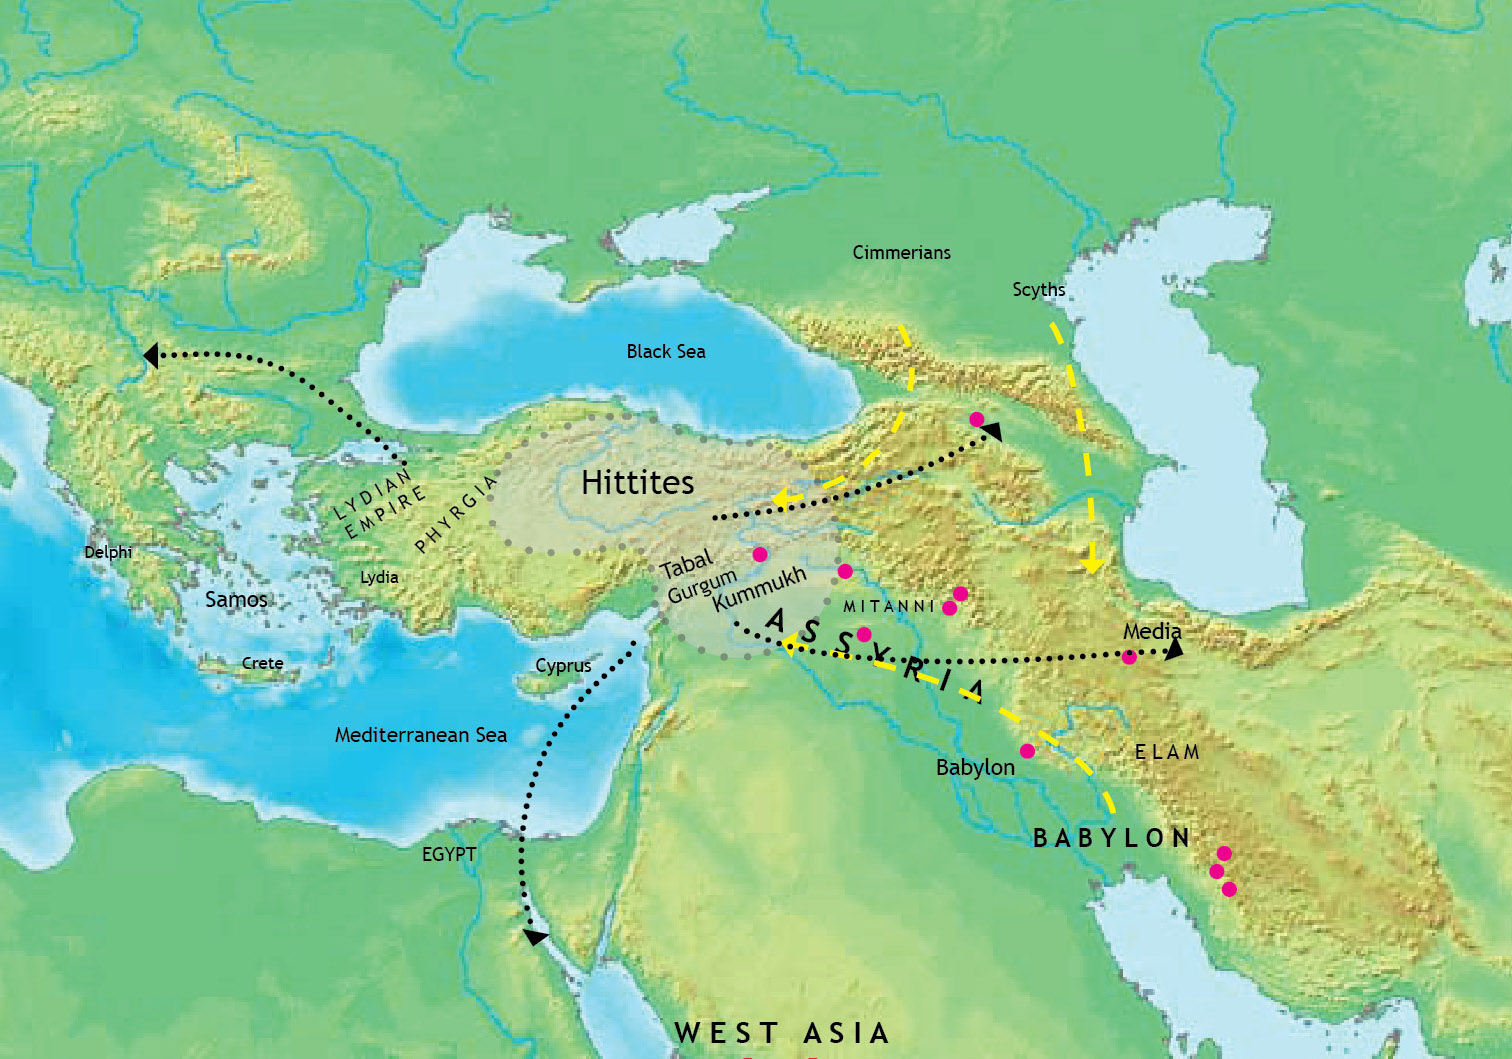 Cimmerians
Scyths
Black Sea
Hittites
LYDIAN
EMPIRE
PHYRGIA
Delphi
Lydia
Tabal
Gurgum
Kummukh
MITANNI
Samos
ASSYRIA
Media
Crete
Cyprus
Mediterranean Sea
ELAM
Babylon
BABYLON
EGYPT
WEST ASIA